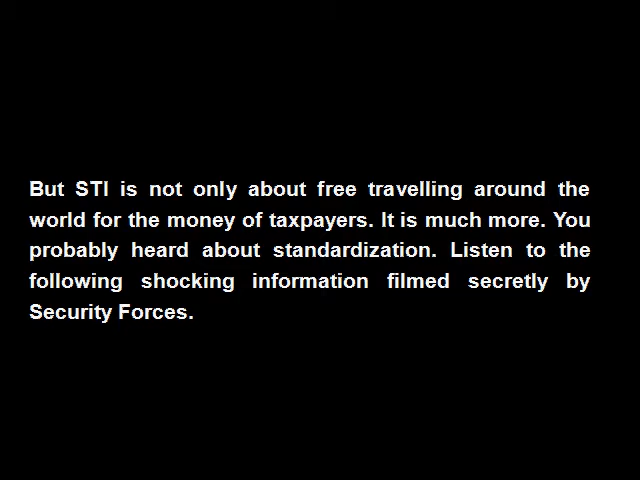 But STI is not only about free travelling around the
world for the money of taxpayers. It is much more. You
probably heard about standardization. Listen to the
following shocking information filmed secretly by
Security Forces.